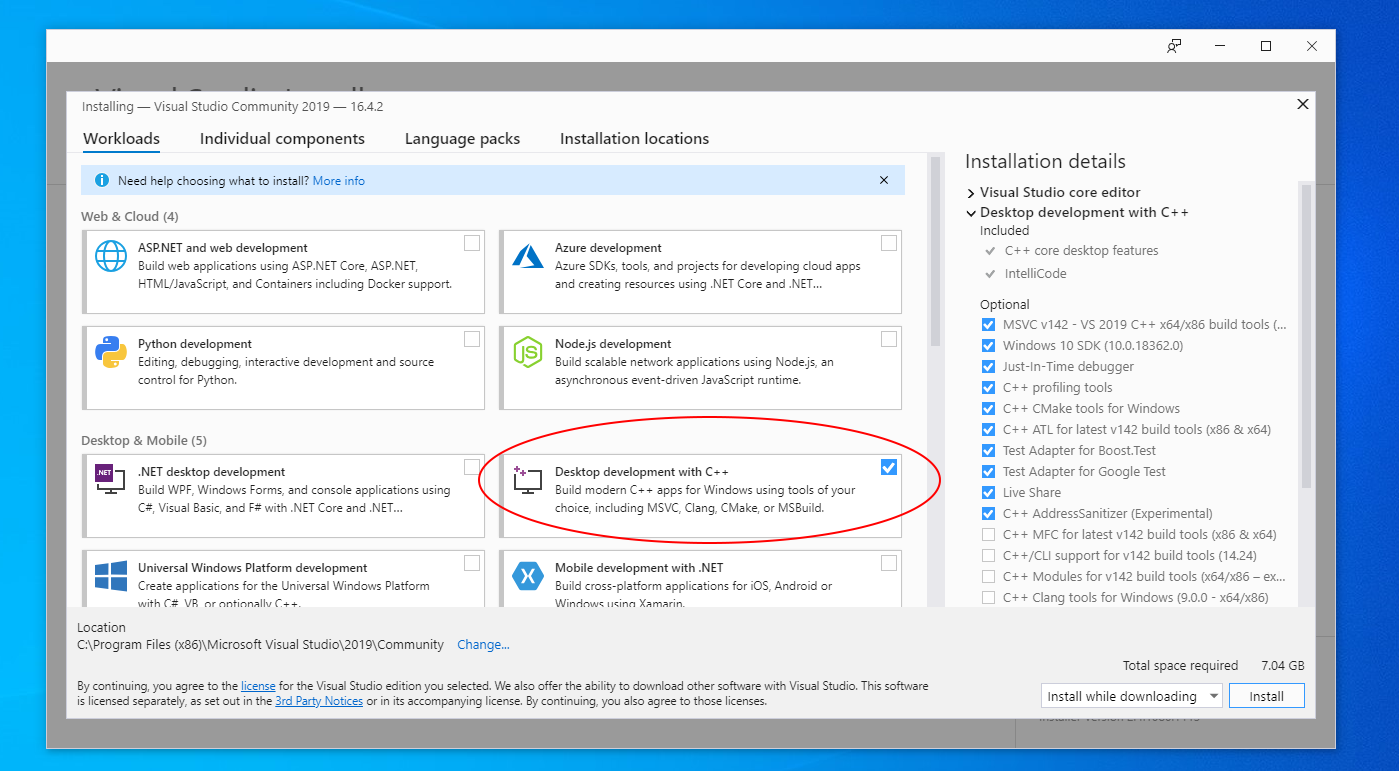 Installing — Visual Studio Community 2019 — 16.4.2
Workloads
Individual components
Language packs
Installation locations
Need help choosing what to install? More info
Web & Cloud (4)
ASP.NET and web development
Build web applications using ASP.NET Core, ASP.NET,
HTML/JavaScript, and Containers including Docker support.
Azure development
Azure SDKs, tools, and projects for developing cloud apps
and creating resources using .NET Core and .NET...
Python development
Editing, debugging, interactive development and source
control for Python.
Node.js development
Build scalable network applications using Node.js, an
asynchronous event-driven JavaScript runtime.
Desktop & Mobile (5)
.NET
.NET desktop development
Build WPF, Windows Forms, and console applications using
C#, Visual Basic, and F# with .NET Core and .NET...
Desktop development with C++
Build modern C++ apps for Windows using tools of your
choice, including MSVC, Clang, CMake, or MSBuild.
Universal Windows Platform development
Create applications for the Universal Windows Platform
with C#, VB, or optionally C++.
Mobile development with .NET
Build cross-platform applications for iOS, Android or
Windows using Xamarin.
Installation details
Visual Studio core editor
Desktop development with C++
Included
C++ core desktop features
IntelliCode
Optional
MSVC v142 - VS 2019 C++ x64/x86 build tools (...
Windows 10 SDK (10.0.18362.0)
Just-In-Time debugger
C++ profiling tools
C++ CMake tools for Windows
C++ ATL for latest v142 build tools (x86 & x64)
Test Adapter for Boost.Test
Test Adapter for Google Test
Live Share
C++ AddressSanitizer (Experimental)
C++ MFC for latest v142 build tools (x86 & x64)
C++/CLI support for v142 build tools (14.24)
C++ Modules for v142 build tools (x64/x86 – ex...
C++ Clang tools for Windows (9.0.0 - x64/x86)
Location
C:\Program Files (x86)\Microsoft Visual Studio\2019\Community Change...
Total space required 7.04 GB
By continuing, you agree to the license for the Visual Studio edition you selected. We also offer the ability to download other software with Visual Studio. This software
is licensed separately, as set out in the 3rd Party Notices or in its accompanying license. By continuing, you also agree to those licenses.
Install while downloading
Install